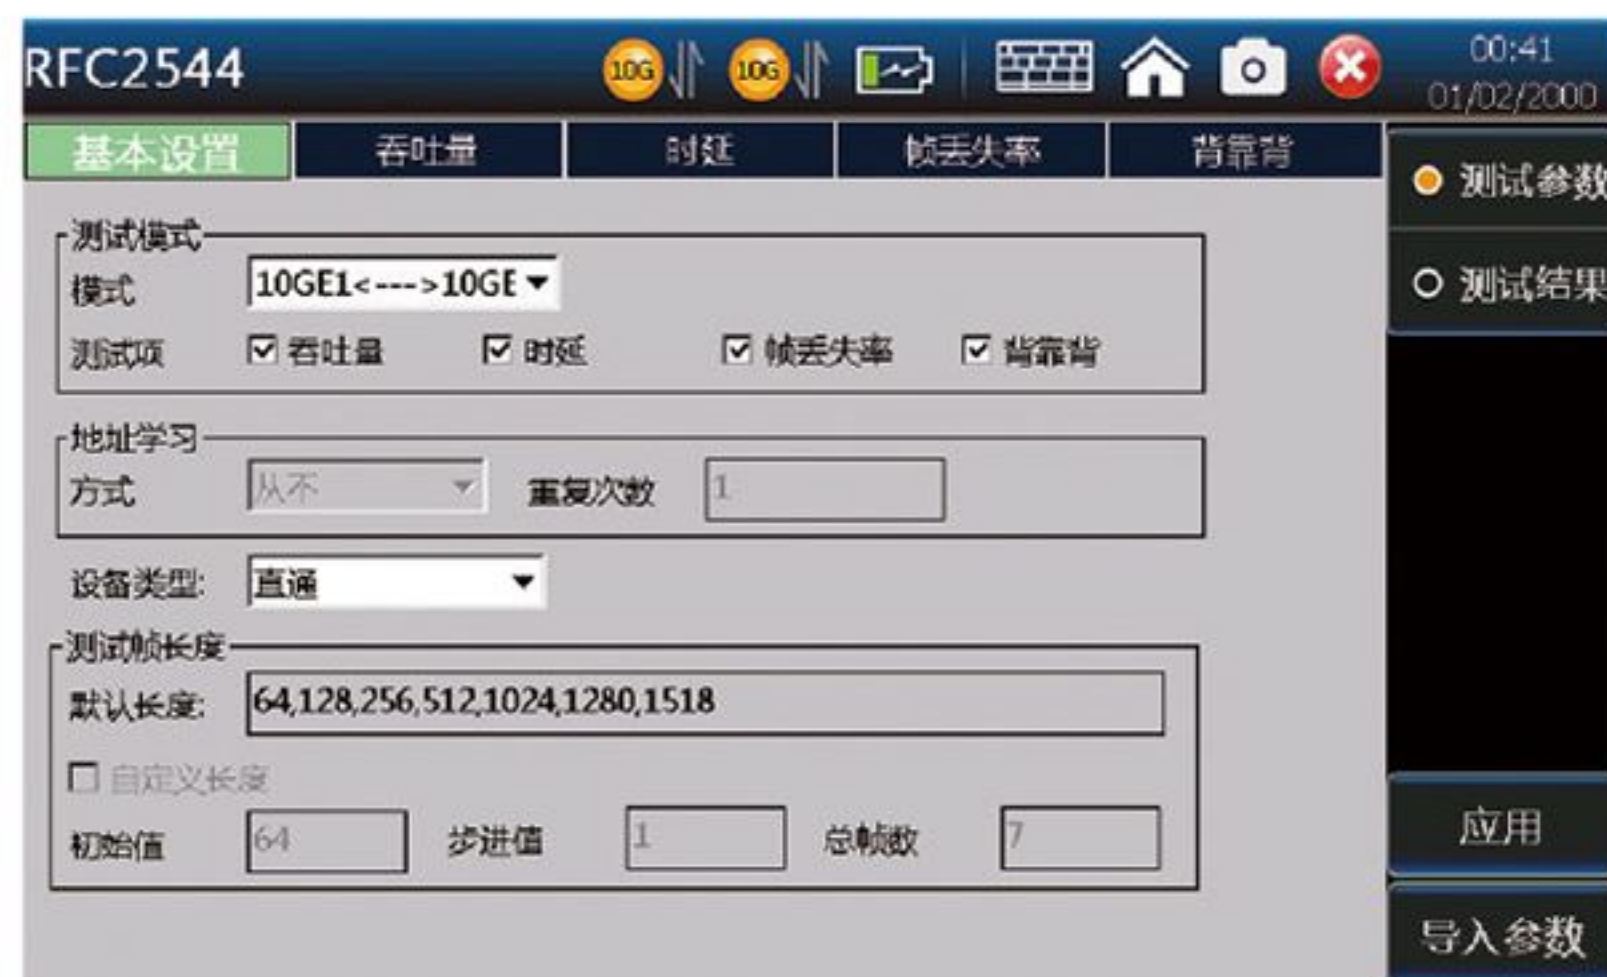 RFC2544 10G 10G 00:41
01/02/2000
基本设置 吞吐量 时延 帧丢失率 背靠背
测试参数
测试结果
测试模式
模式 10GE1<--->10GE
测试项 吞吐量 时延 帧丢失率 背靠背
地址学习
方式 从不 重复次数 1
设备类型: 直通
测试帧长度
默认长度: 64,128,256,512,1024,1280,1518
自定义长度
初始值 64 步进值 1 总帧数 7
应用
导入参数